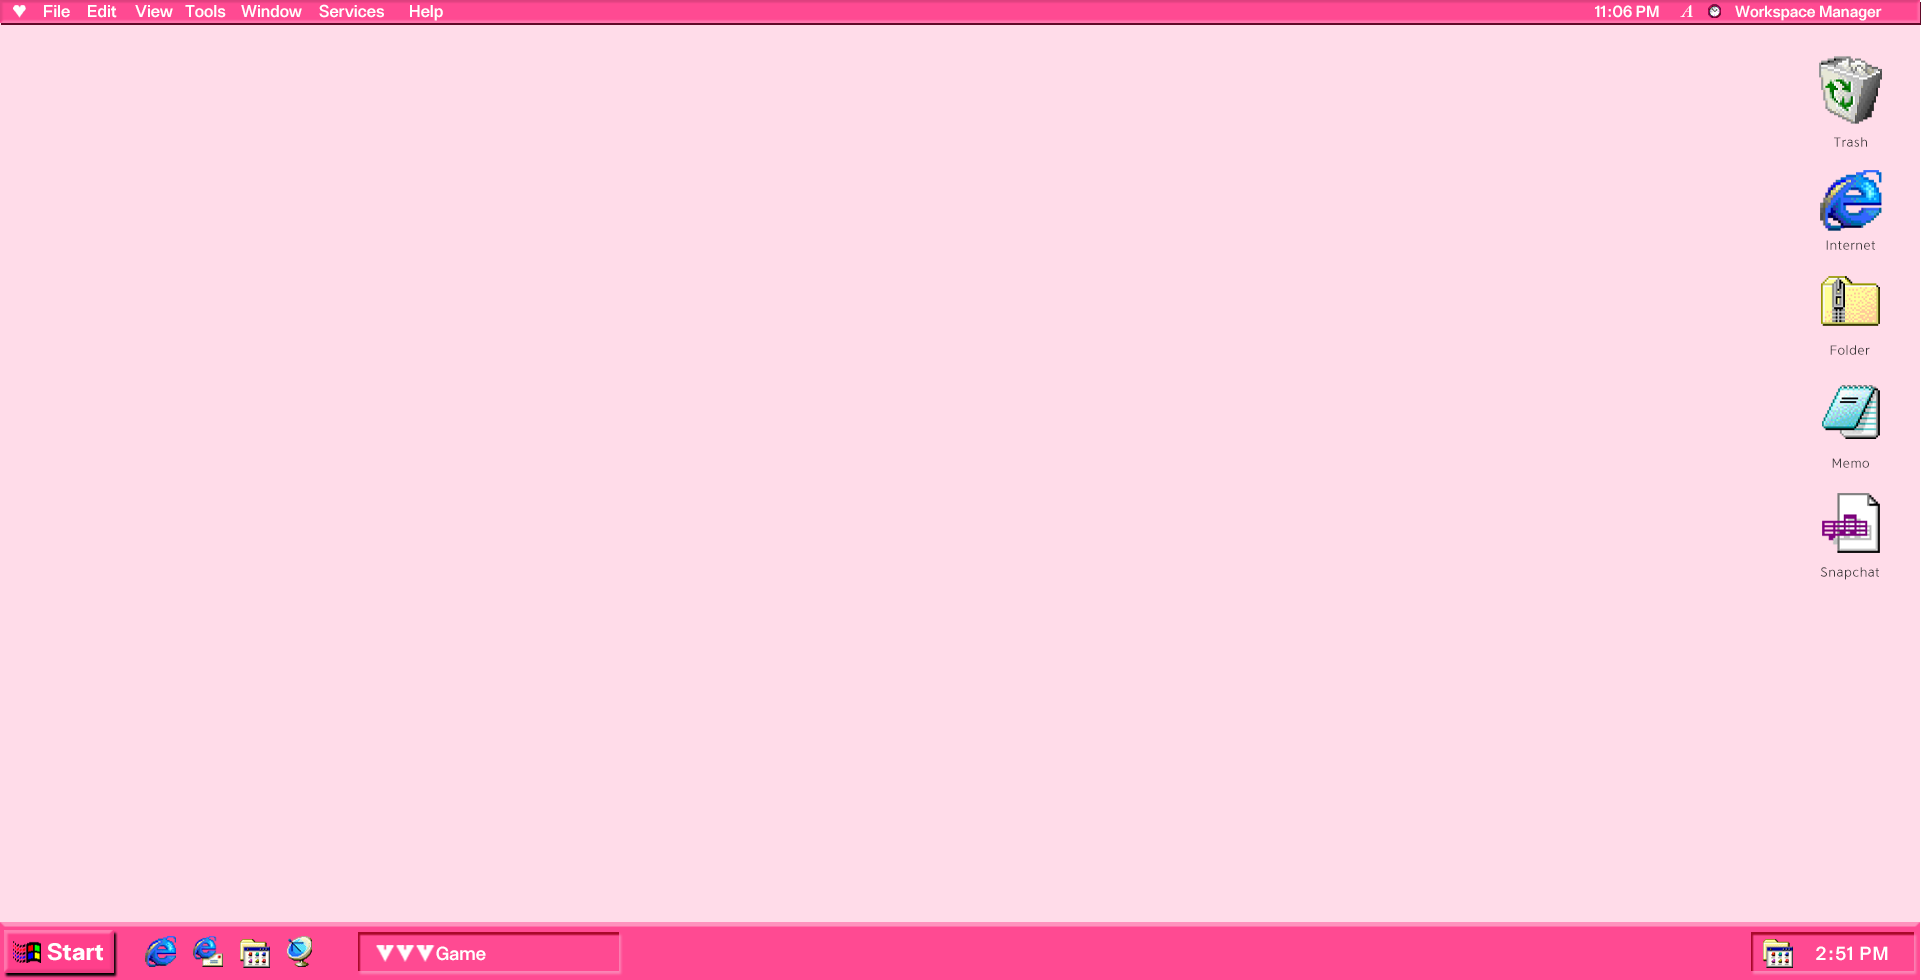 ♥ File Edit View Tools Window Services Help 11:06 PM A Workspace Manager
Trash
Internet
Folder
Memo
Snapchat
Start ▼▼▼Game 2:51 PM